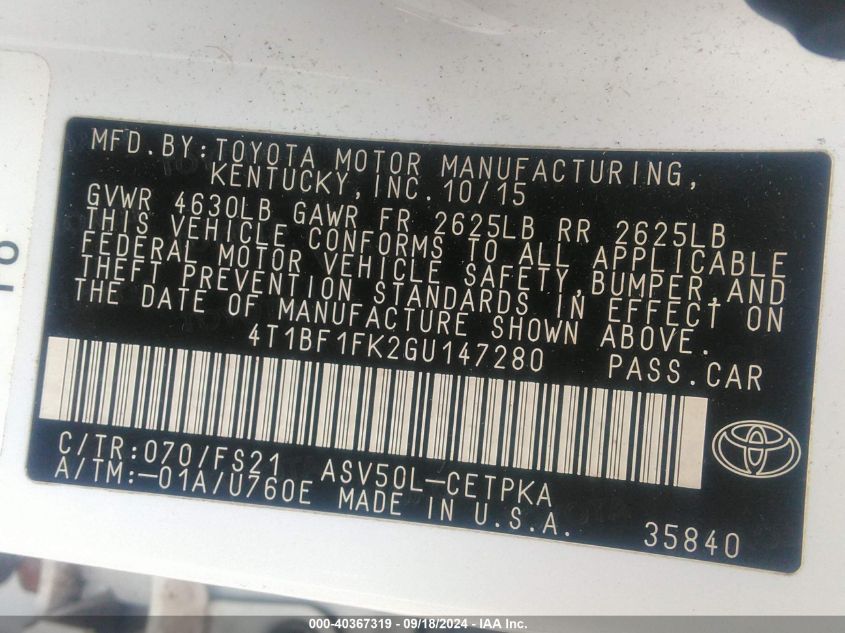 MFD.BY:TOYOTA MOTOR MANUFACTURING,
KENTUCKY,INC.10/15
GVWR 4630LB GAWR FR 2625LB RR 2625LB
THIS VEHICLE CONFORMS TO ALL APPLICABLE
FEDERAL MOTOR VEHICLE SAFETY,BUMPER,AND
THEFT PREVENTION STANDARDS IN EFFECT ON
THE DATE OF MANUFACTURE SHOWN ABOVE.
4T1BF1FK2GU147280 PASS.CAR
C/TR:070/FS21 ASV50L-CETPKA
A/TM:-01A/U760E MADE IN U.S.A.
35840
000-40367319 - 09/18/2024 - IAA Inc.